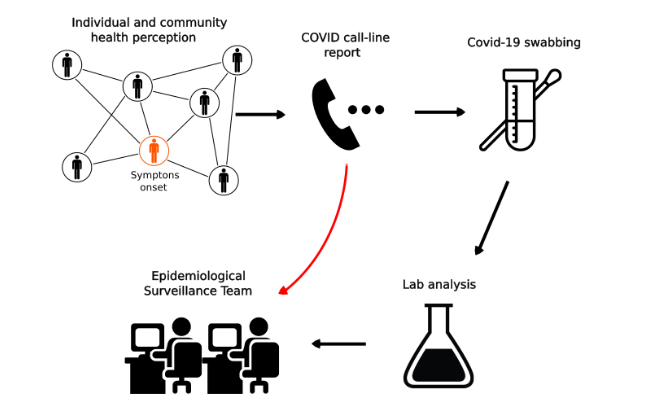 Individual and community
health perception
COVID call-line
report
Covid-19 swabbing
Symptons
onset
Epidemiological
Surveillance Team
Lab analysis